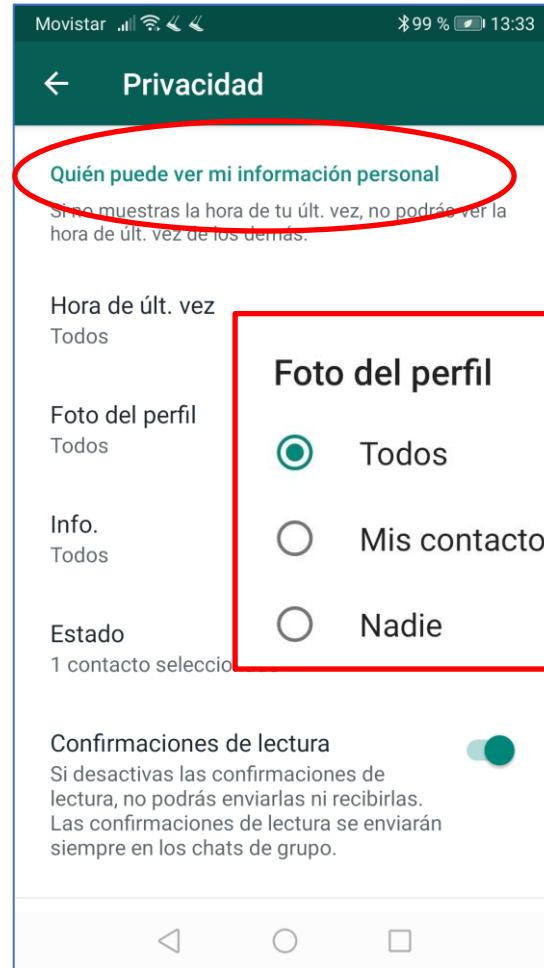 Movistar 99 % 13:33
Privacidad
Quién puede ver mi información personal
Si no muestras la hora de tu últ. vez, no podrás ver la
hora de últ. vez de los demás.
Hora de últ. vez
Todos
Foto del perfil
Todos
Info.
Todos
Estado
1 contacto seleccio
Foto del perfil
Todos
Mis contacto
Nadie
Confirmaciones de lectura
Si desactivas las confirmaciones de
lectura, no podrás enviarlas ni recibirlas.
Las confirmaciones de lectura se enviarán
siempre en los chats de grupo.